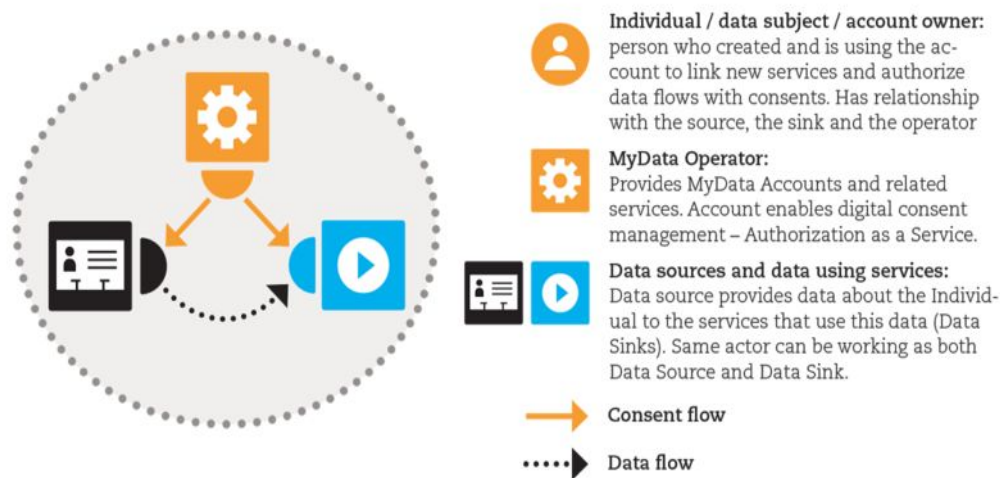 Individual / data subject / account owner:
person who created and is using the ac-
count to link new services and authorize
data flows with consents. Has relationship
with the source, the sink and the operator
MyData Operator:
Provides MyData Accounts and related
services. Account enables digital consent
management – Authorization as a Service.
Data sources and data using services:
Data source provides data about the Individ-
ual to the services that use this data (Data
Sinks). Same actor can be working as both
Data Source and Data Sink.
Consent flow
Data flow